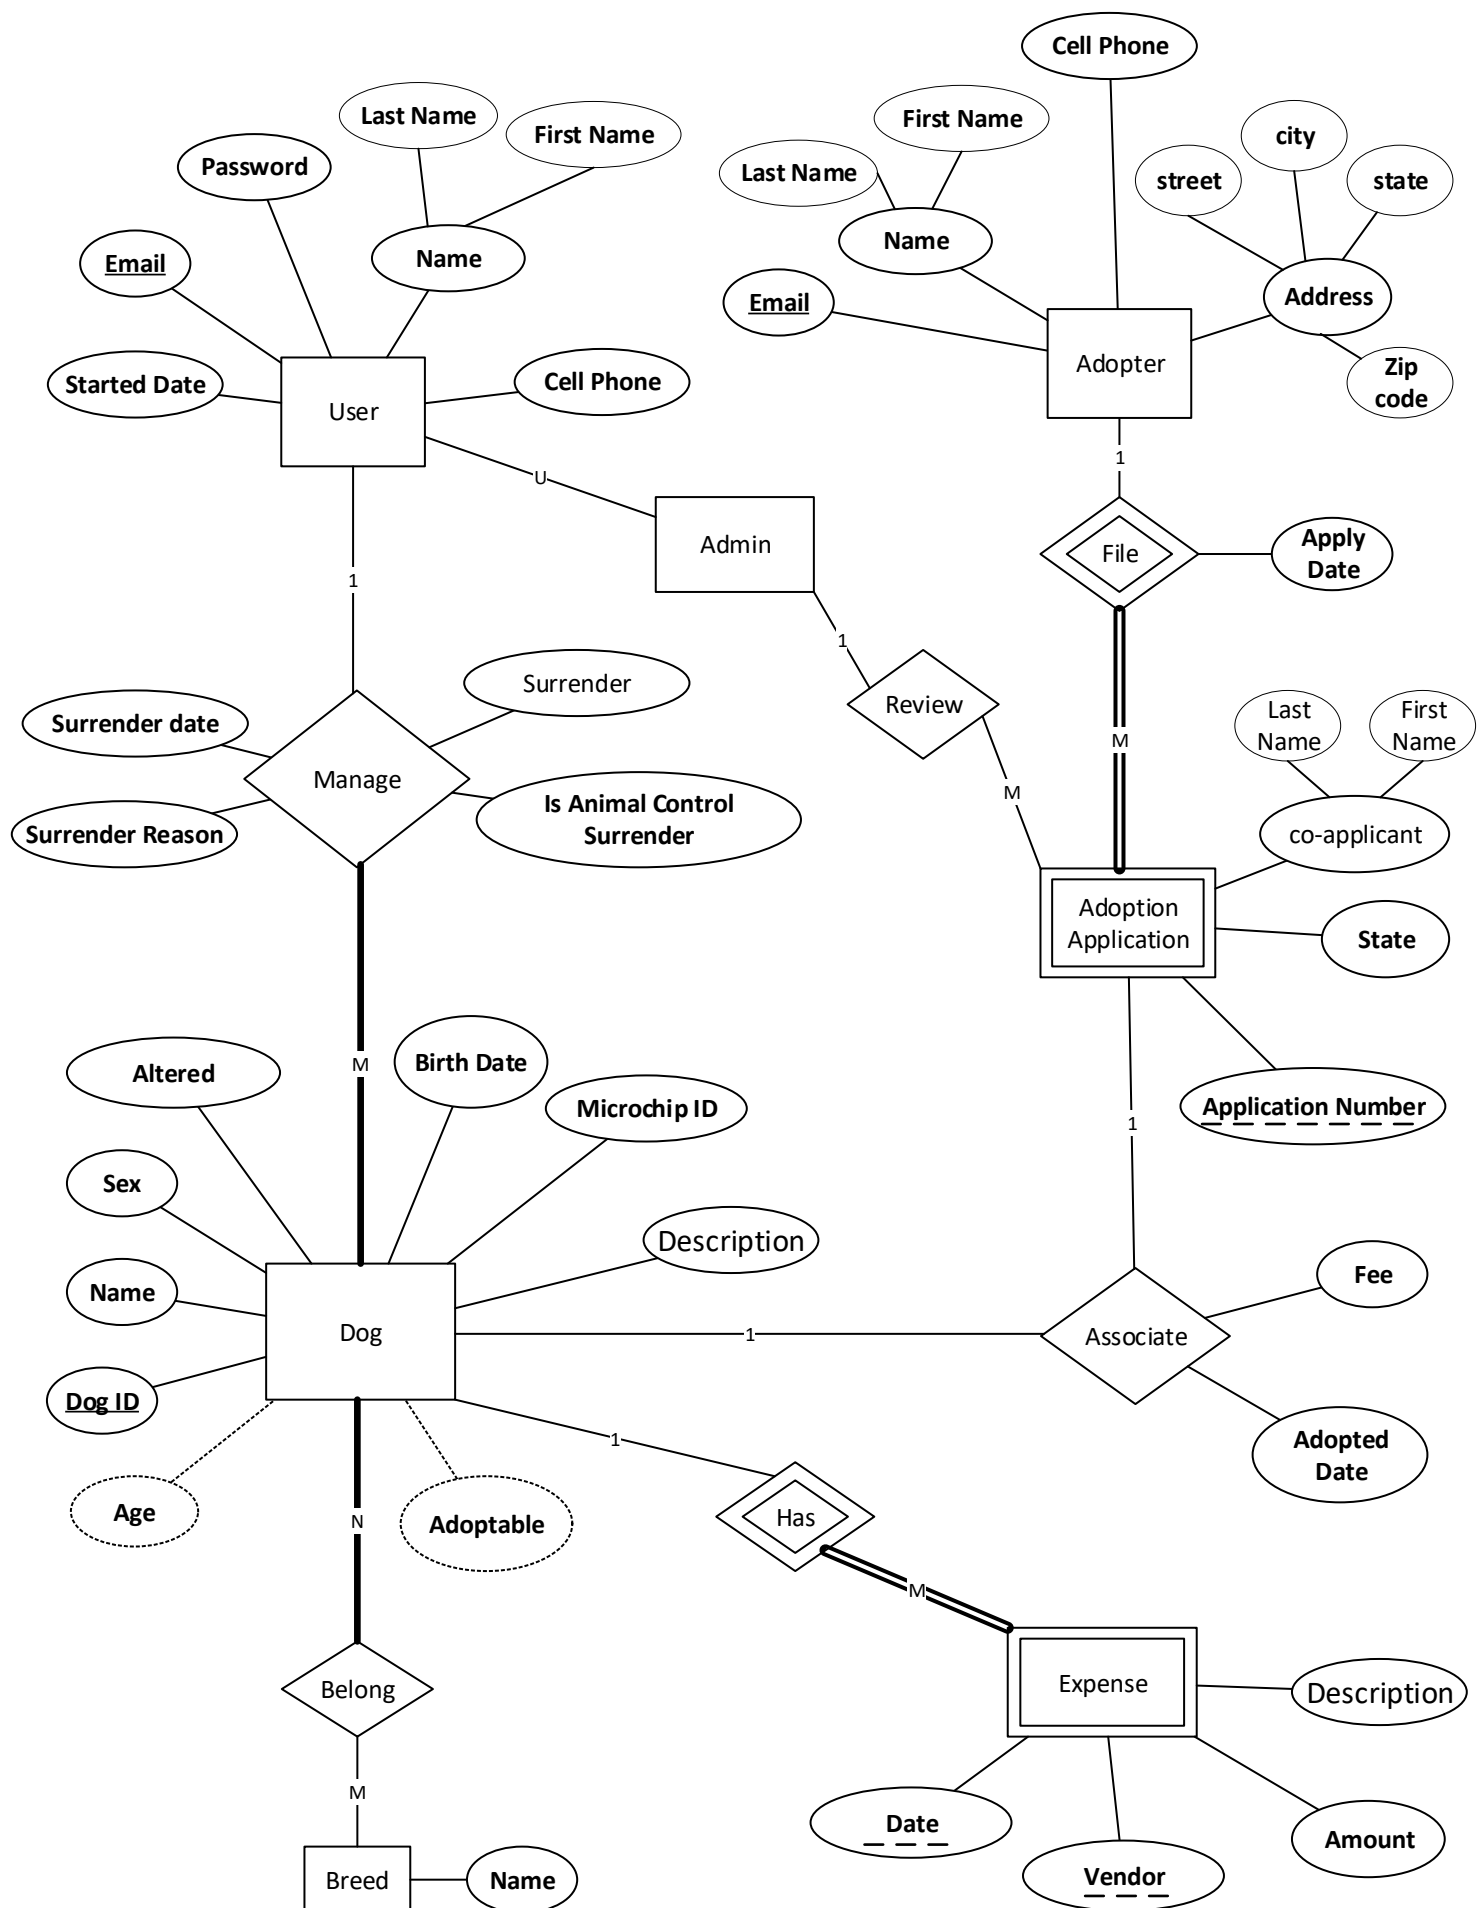 Cell Phone
Last Name
First Name
First Name
city
Password
Last Name
street
state
Name
Name
Email
Address
Email
Adopter
Zip
code
Started Date
Cell Phone
User
1
U
Admin
File
Apply
Date
1
1
Surrender
Review
Last
Name
First
Name
Surrender date
M
Manage
M
Is Animal Control
Surrender
Surrender Reason
co-applicant
Adoption
Application
State
M
Birth Date
Altered
Microchip ID
Application Number
1
Sex
Description
Fee
Name
Dog
1
Associate
Dog ID
1
Adopted
Date
Age
N
Adoptable
Has
M
Belong
Expense
Description
M
Date
Amount
Breed
Name
Vendor